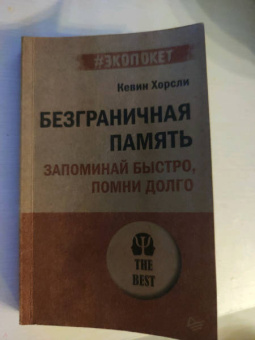 #ЭКОПОКЕТ
Кевин Хорсли
БЕЗГРАНИЧНАЯ
ПАМЯТЬ
ЗАПОМИНАЙ БЫСТРО,
ПОМНИ ДОЛГО
THE
BEST